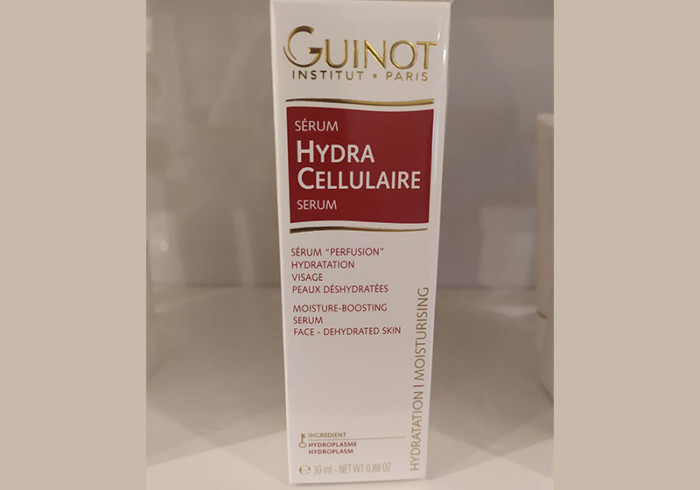 GUINOT
INSTITUT • PARIS
SÉRUM
HYDRA
CELLULAIRE
SERUM
SÉRUM "PERFUSION"
HYDRATATION
VISAGE
PEAUX DÉSHYDRATÉES
MOISTURE-BOOSTING
SERUM
FACE - DEHYDRATED SKIN
HYDRATATION I MOISTURISING
INGREDIENT
HYDROPLASME
HYDROPLASM
℮ 30 ml - NET WT 0.88 OZ